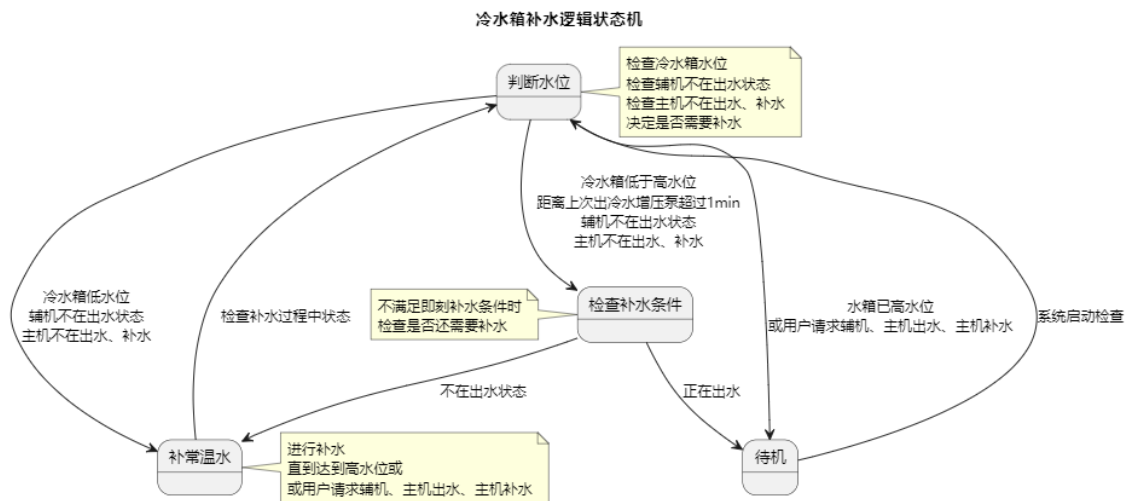 冷水箱补水逻辑状态机
判断水位
检查冷水箱水位
检查辅机不在出水状态
检查主机不在出水、补水
决定是否需要补水
冷水箱低于高水位
距离上次出冷水增压泵超过1min
辅机不在出水状态
主机不在出水、补水
冷水箱低水位
辅机不在出水状态
主机不在出水、补水
检查补水过程中状态
不满足即刻补水条件时
检查是否还需要补水
检查补水条件
水箱已高水位
或用户请求辅机、主机出水、主机补水
系统启动检查
不在出水状态
正在出水
补常温水
进行补水
直到达到高水位或
或用户请求辅机、主机出水、主机补水
待机